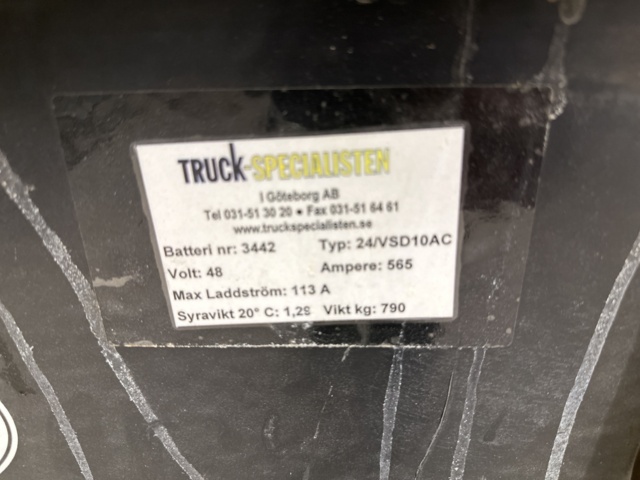 TRUCK-SPECIALISTEN
I Göteborg AB
Tel 031-51 30 20 • Fax 031-51 64 61
www.truckspecialisten.se
Batteri nr: 3442 Typ: 24/VSD10AC
Volt: 48 Ampere: 565
Max Laddström: 113 A
Syravikt 20° C: 1,29 Vikt kg: 790